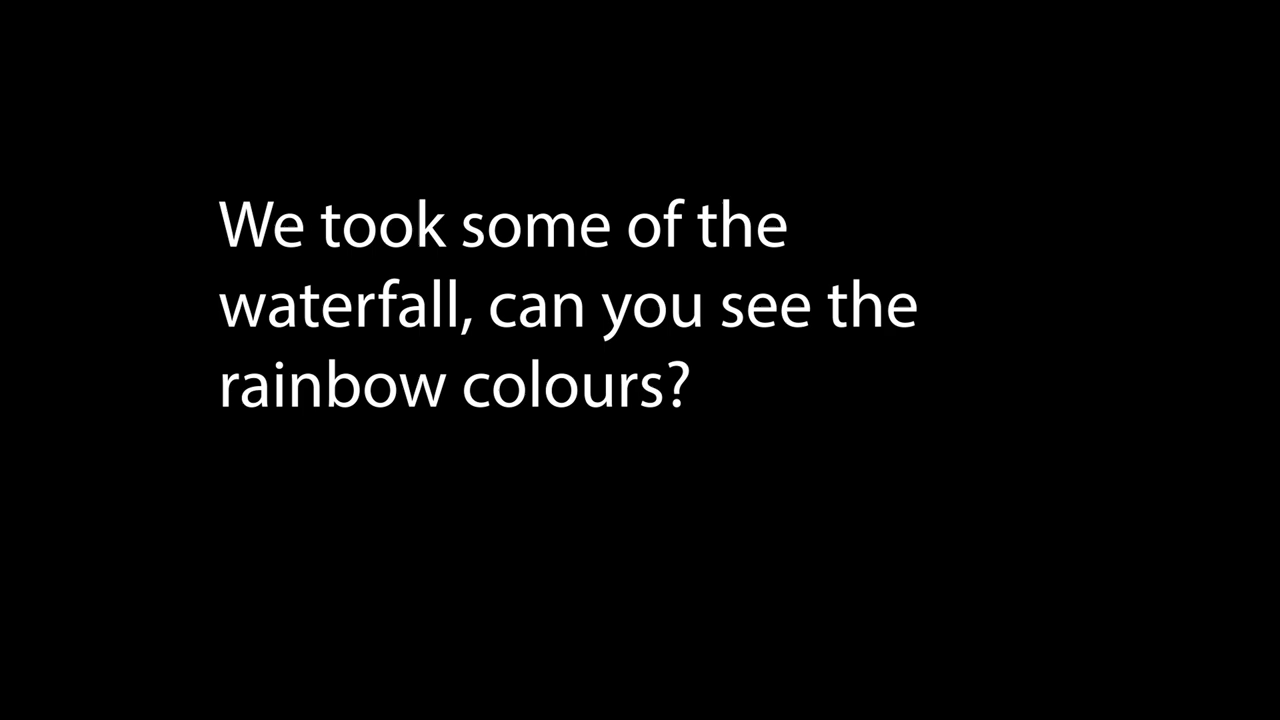 We took some of the
waterfall, can you see the
rainbow colours?